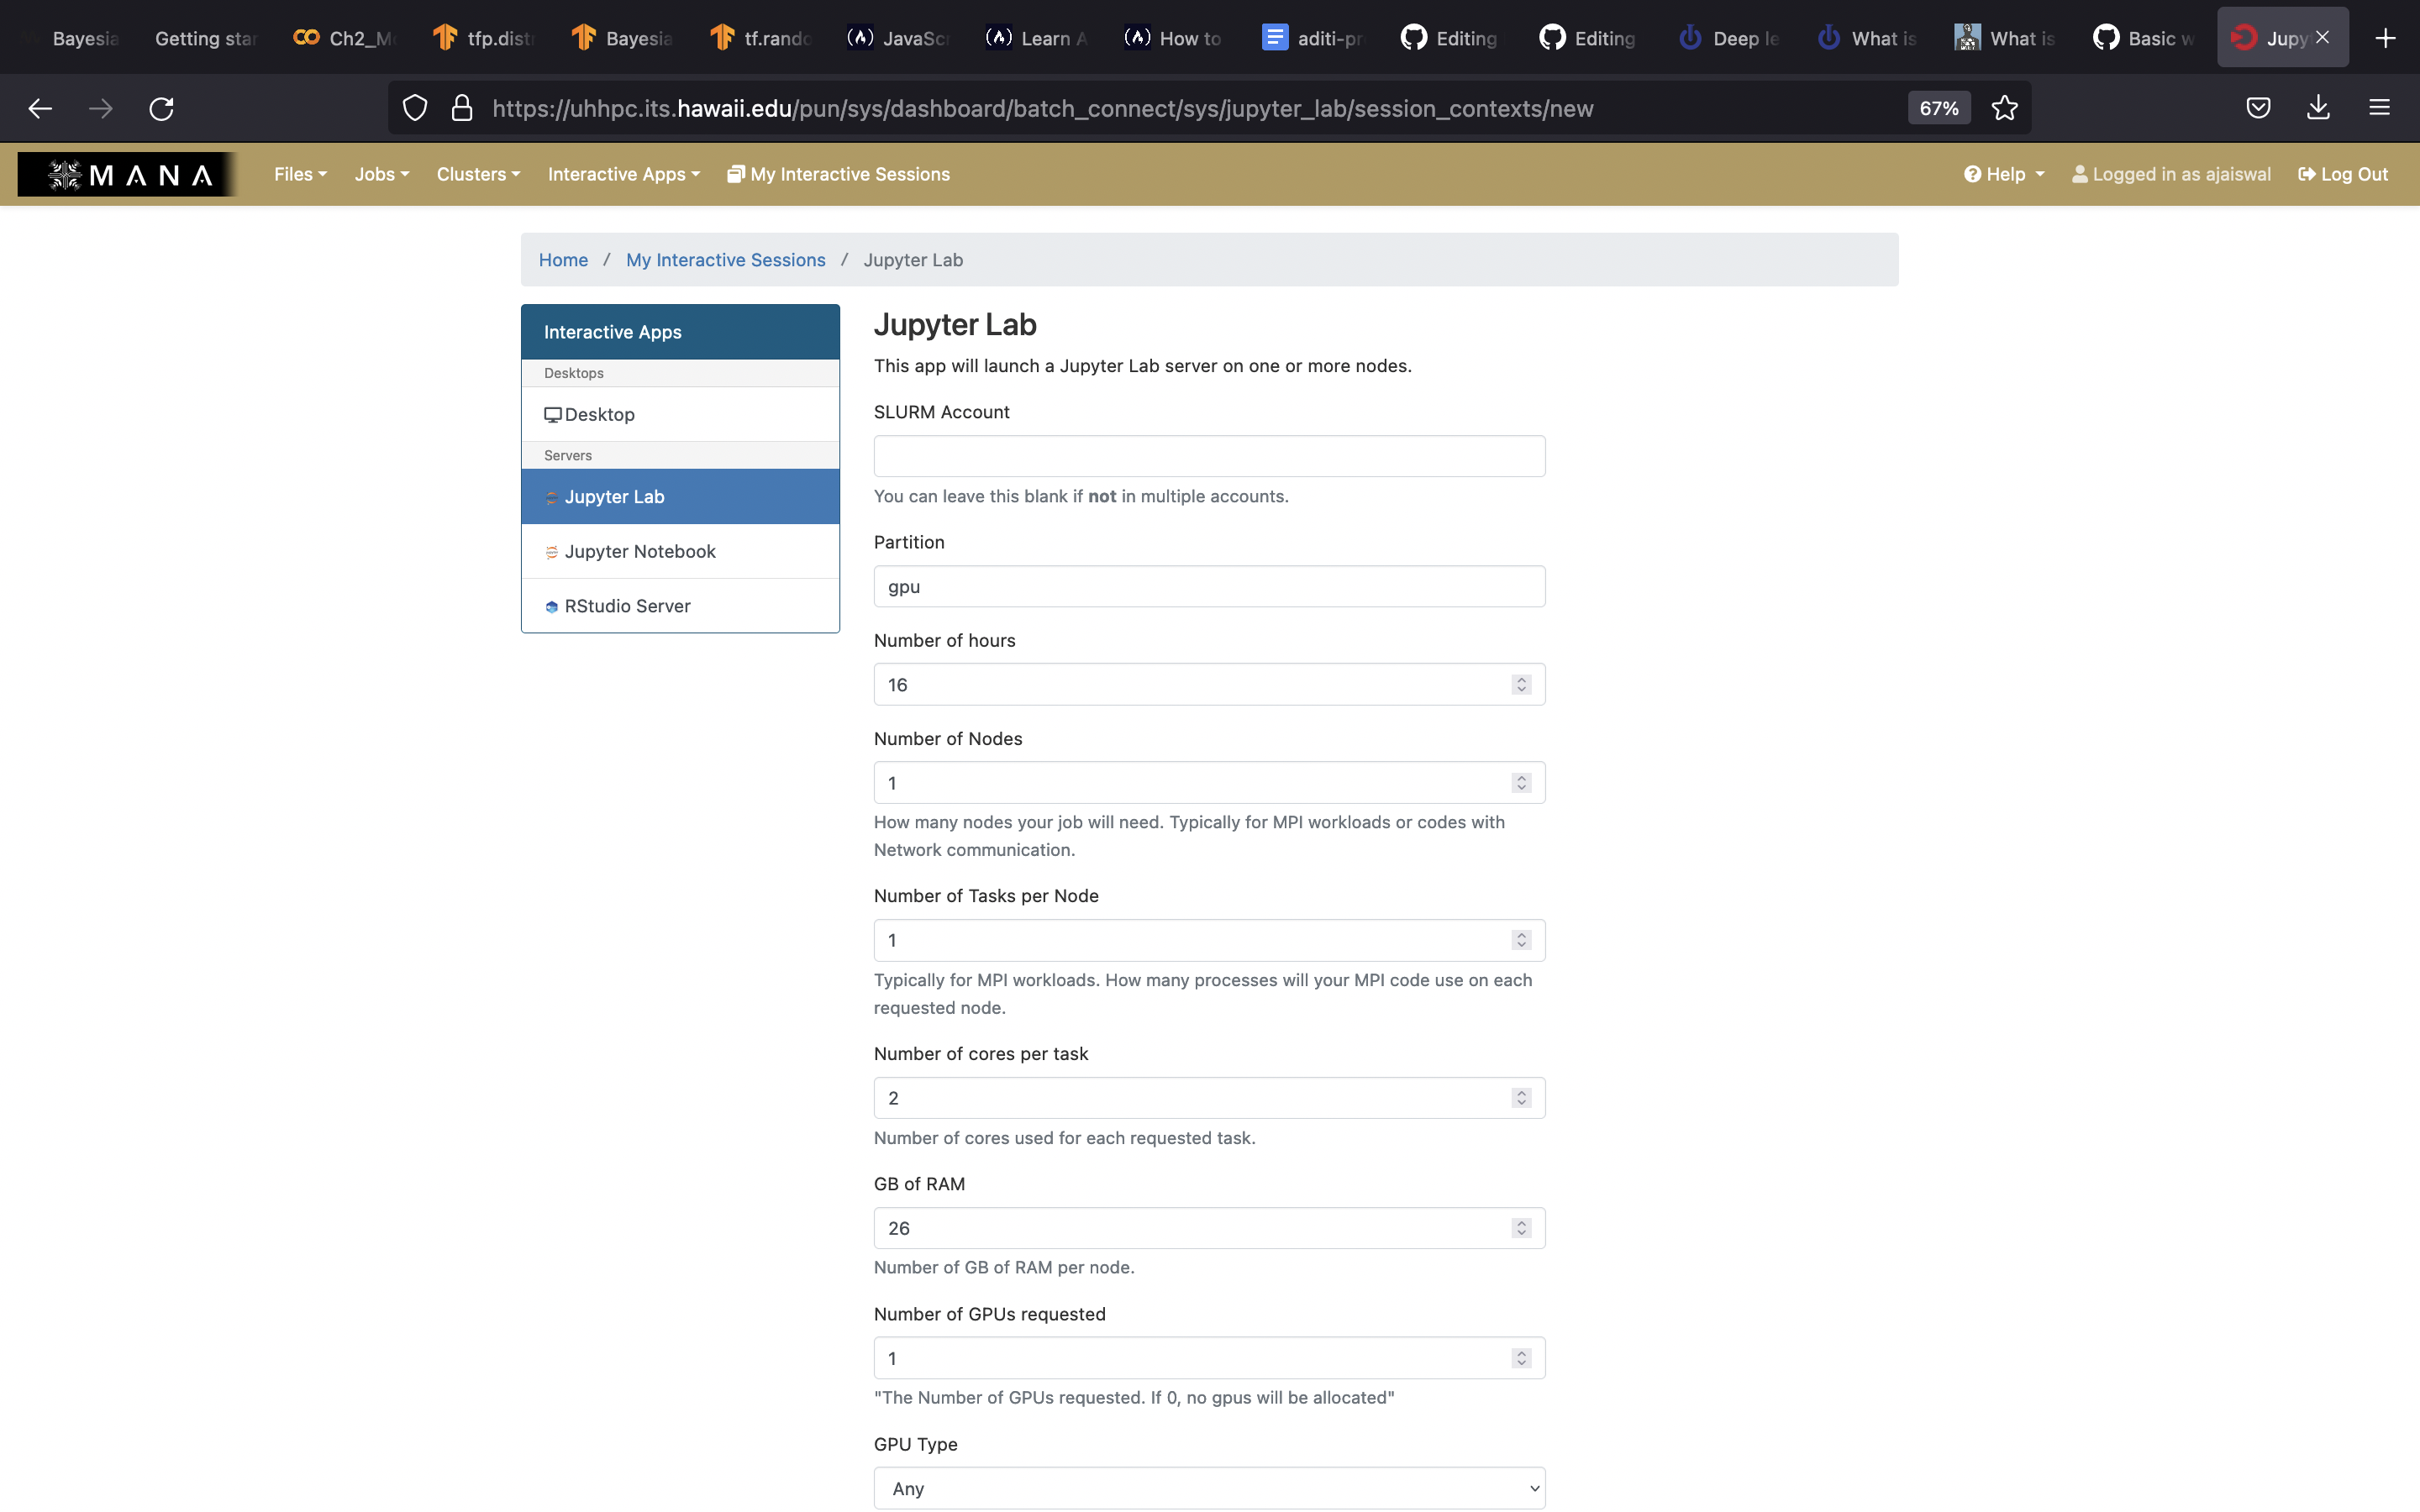 Bayesia
Getting star
Ch2_M
tfp.dist
Bayesia
tf.rando
JavaScr
Learn A
How to
aditi-pr
Editing
Editing
Deep le
What is
What is
Basic w
Jupy
https://uhhpc.its.hawaii.edu/pun/sys/dashboard/batch_connect/sys/jupyter_lab/session_contexts/new
67%
MANA
Files
Jobs
Clusters
Interactive Apps
My Interactive Sessions
Help
Logged in as ajaiswal
Log Out
Home / My Interactive Sessions / Jupyter Lab
Interactive Apps
Desktops
Desktop
Servers
Jupyter Lab
Jupyter Notebook
RStudio Server
Jupyter Lab
This app will launch a Jupyter Lab server on one or more nodes.
SLURM Account
You can leave this blank if not in multiple accounts.
Partition
gpu
Number of hours
16
Number of Nodes
1
How many nodes your job will need. Typically for MPI workloads or codes with
Network communication.
Number of Tasks per Node
1
Typically for MPI workloads. How many processes will your MPI code use on each
requested node.
Number of cores per task
2
Number of cores used for each requested task.
GB of RAM
26
Number of GB of RAM per node.
Number of GPUs requested
1
"The Number of GPUs requested. If 0, no gpus will be allocated"
GPU Type
Any